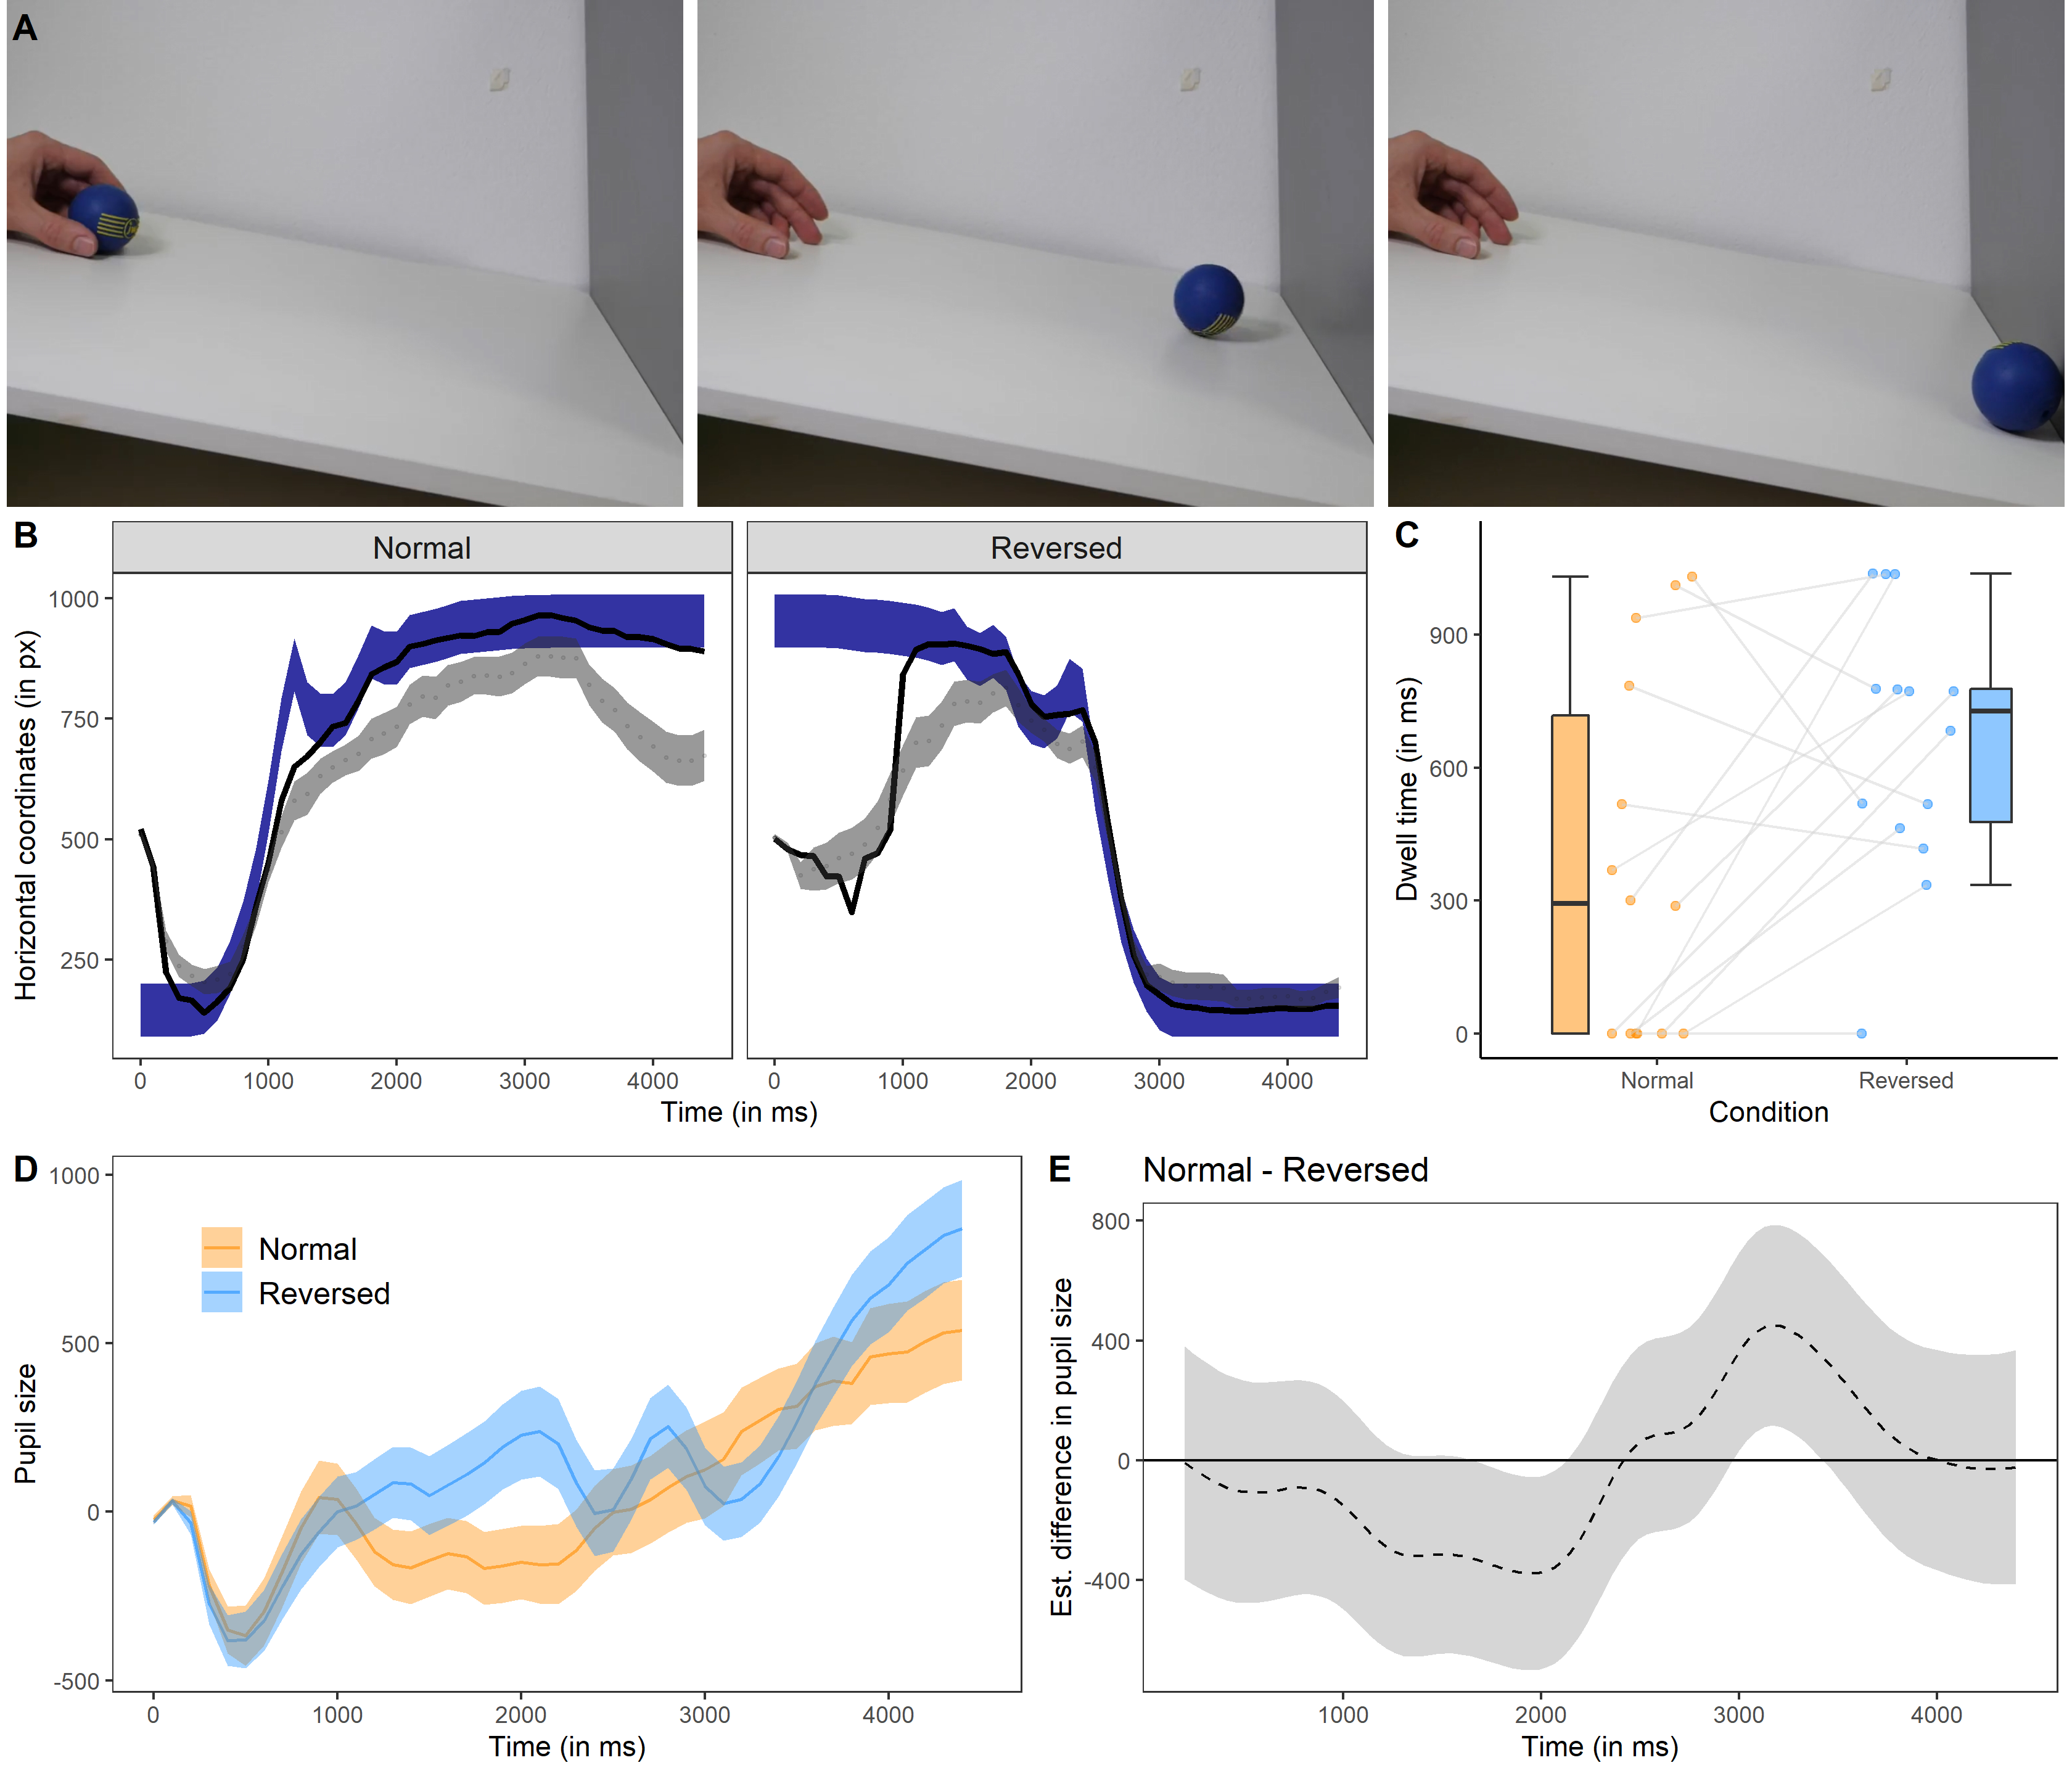 A
B
Normal
Reversed
Horizontal coordinates (in px)
1000
750
500
250
0
1000
2000
3000
4000
0
1000
2000
3000
4000
Time (in ms)
C
Dwell time (in ms)
900
600
300
0
Normal
Reversed
Condition
D
Pupil size
1000
500
0
-500
Normal
Reversed
0
1000
2000
3000
4000
Time (in ms)
E
Normal - Reversed
Est. difference in pupil size
800
400
0
-400
1000
2000
3000
4000
Time (in ms)